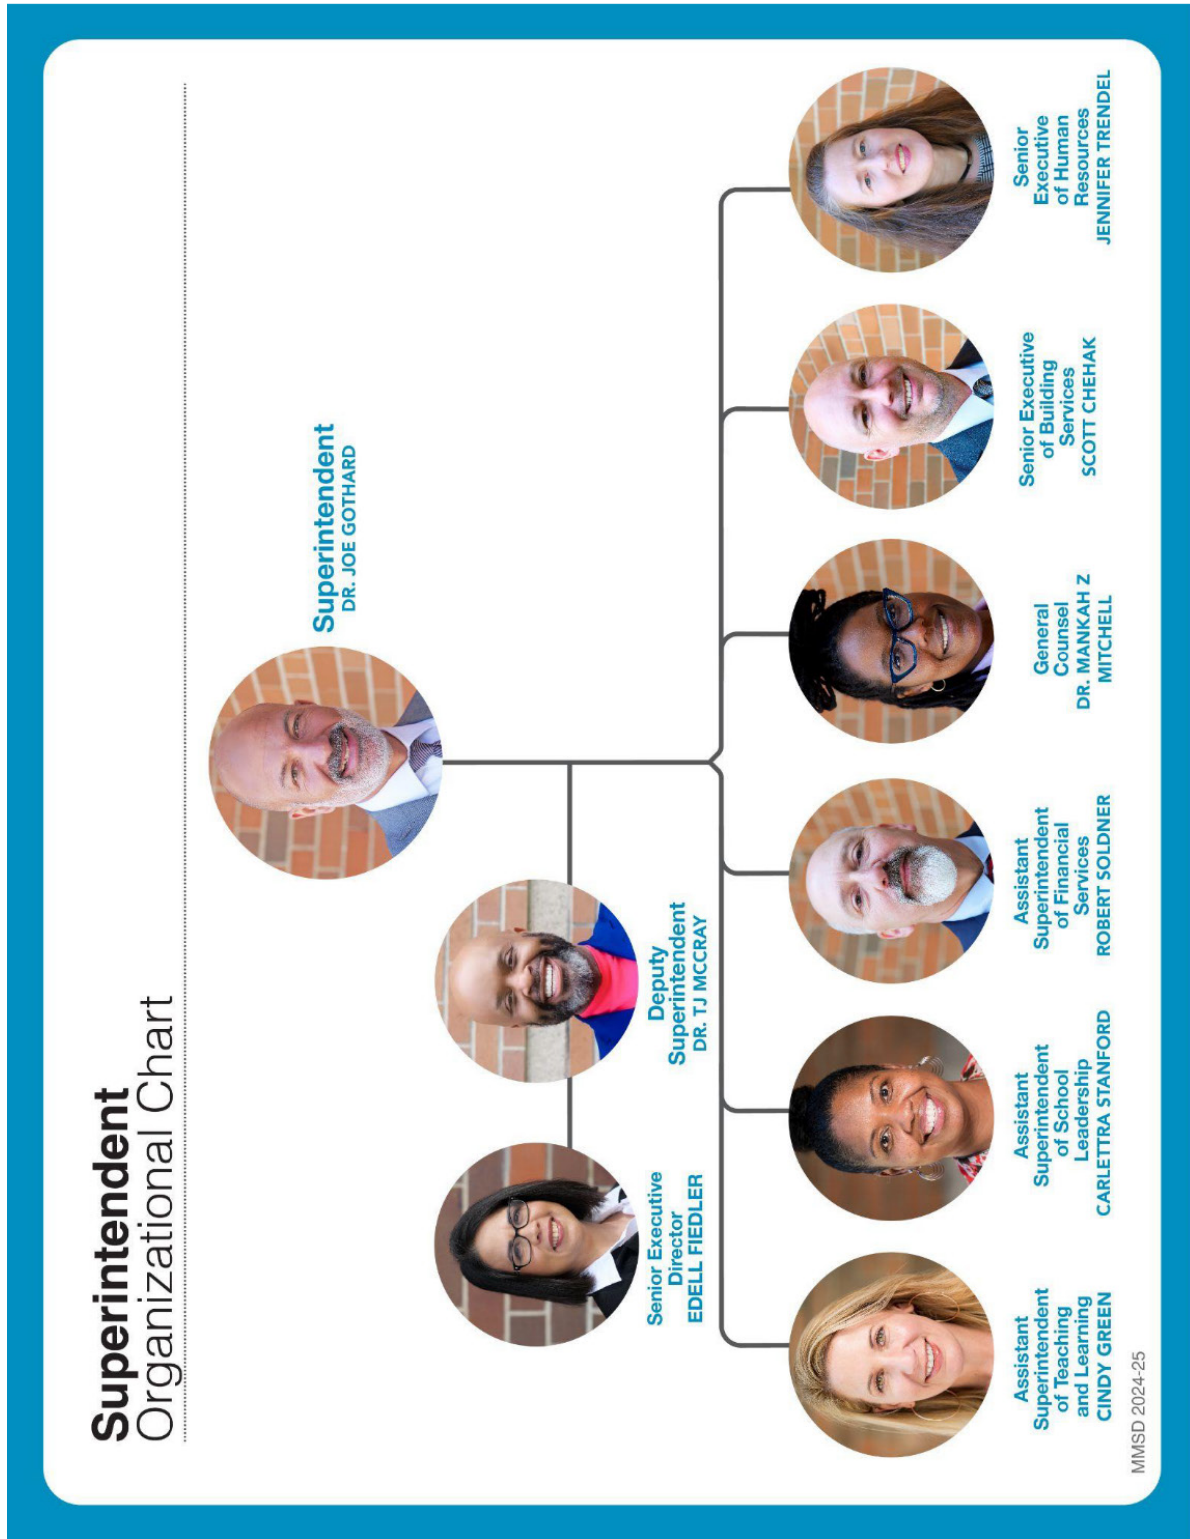 Superintendent
Organizational Chart
Superintendent
DR. JOE GOTHARD
Senior Executive
Director
EDELL FIEDLER
Deputy
Superintendent
DR. TJ MCCRAY
Assistant
Superintendent
of Teaching
and Learning
CINDY GREEN
Assistant
Superintendent
of School
Leadership
CARLETTRA STANFORD
Assistant
Superintendent
of Financial
Services
ROBERT SOLDNER
General
Counsel
DR. MANKAH Z
MITCHELL
Senior Executive
of Building
Services
SCOTT CHEHAK
Senior
Executive
of Human
Resources
JENNIFER TRENDEL
MMSD 2024-25